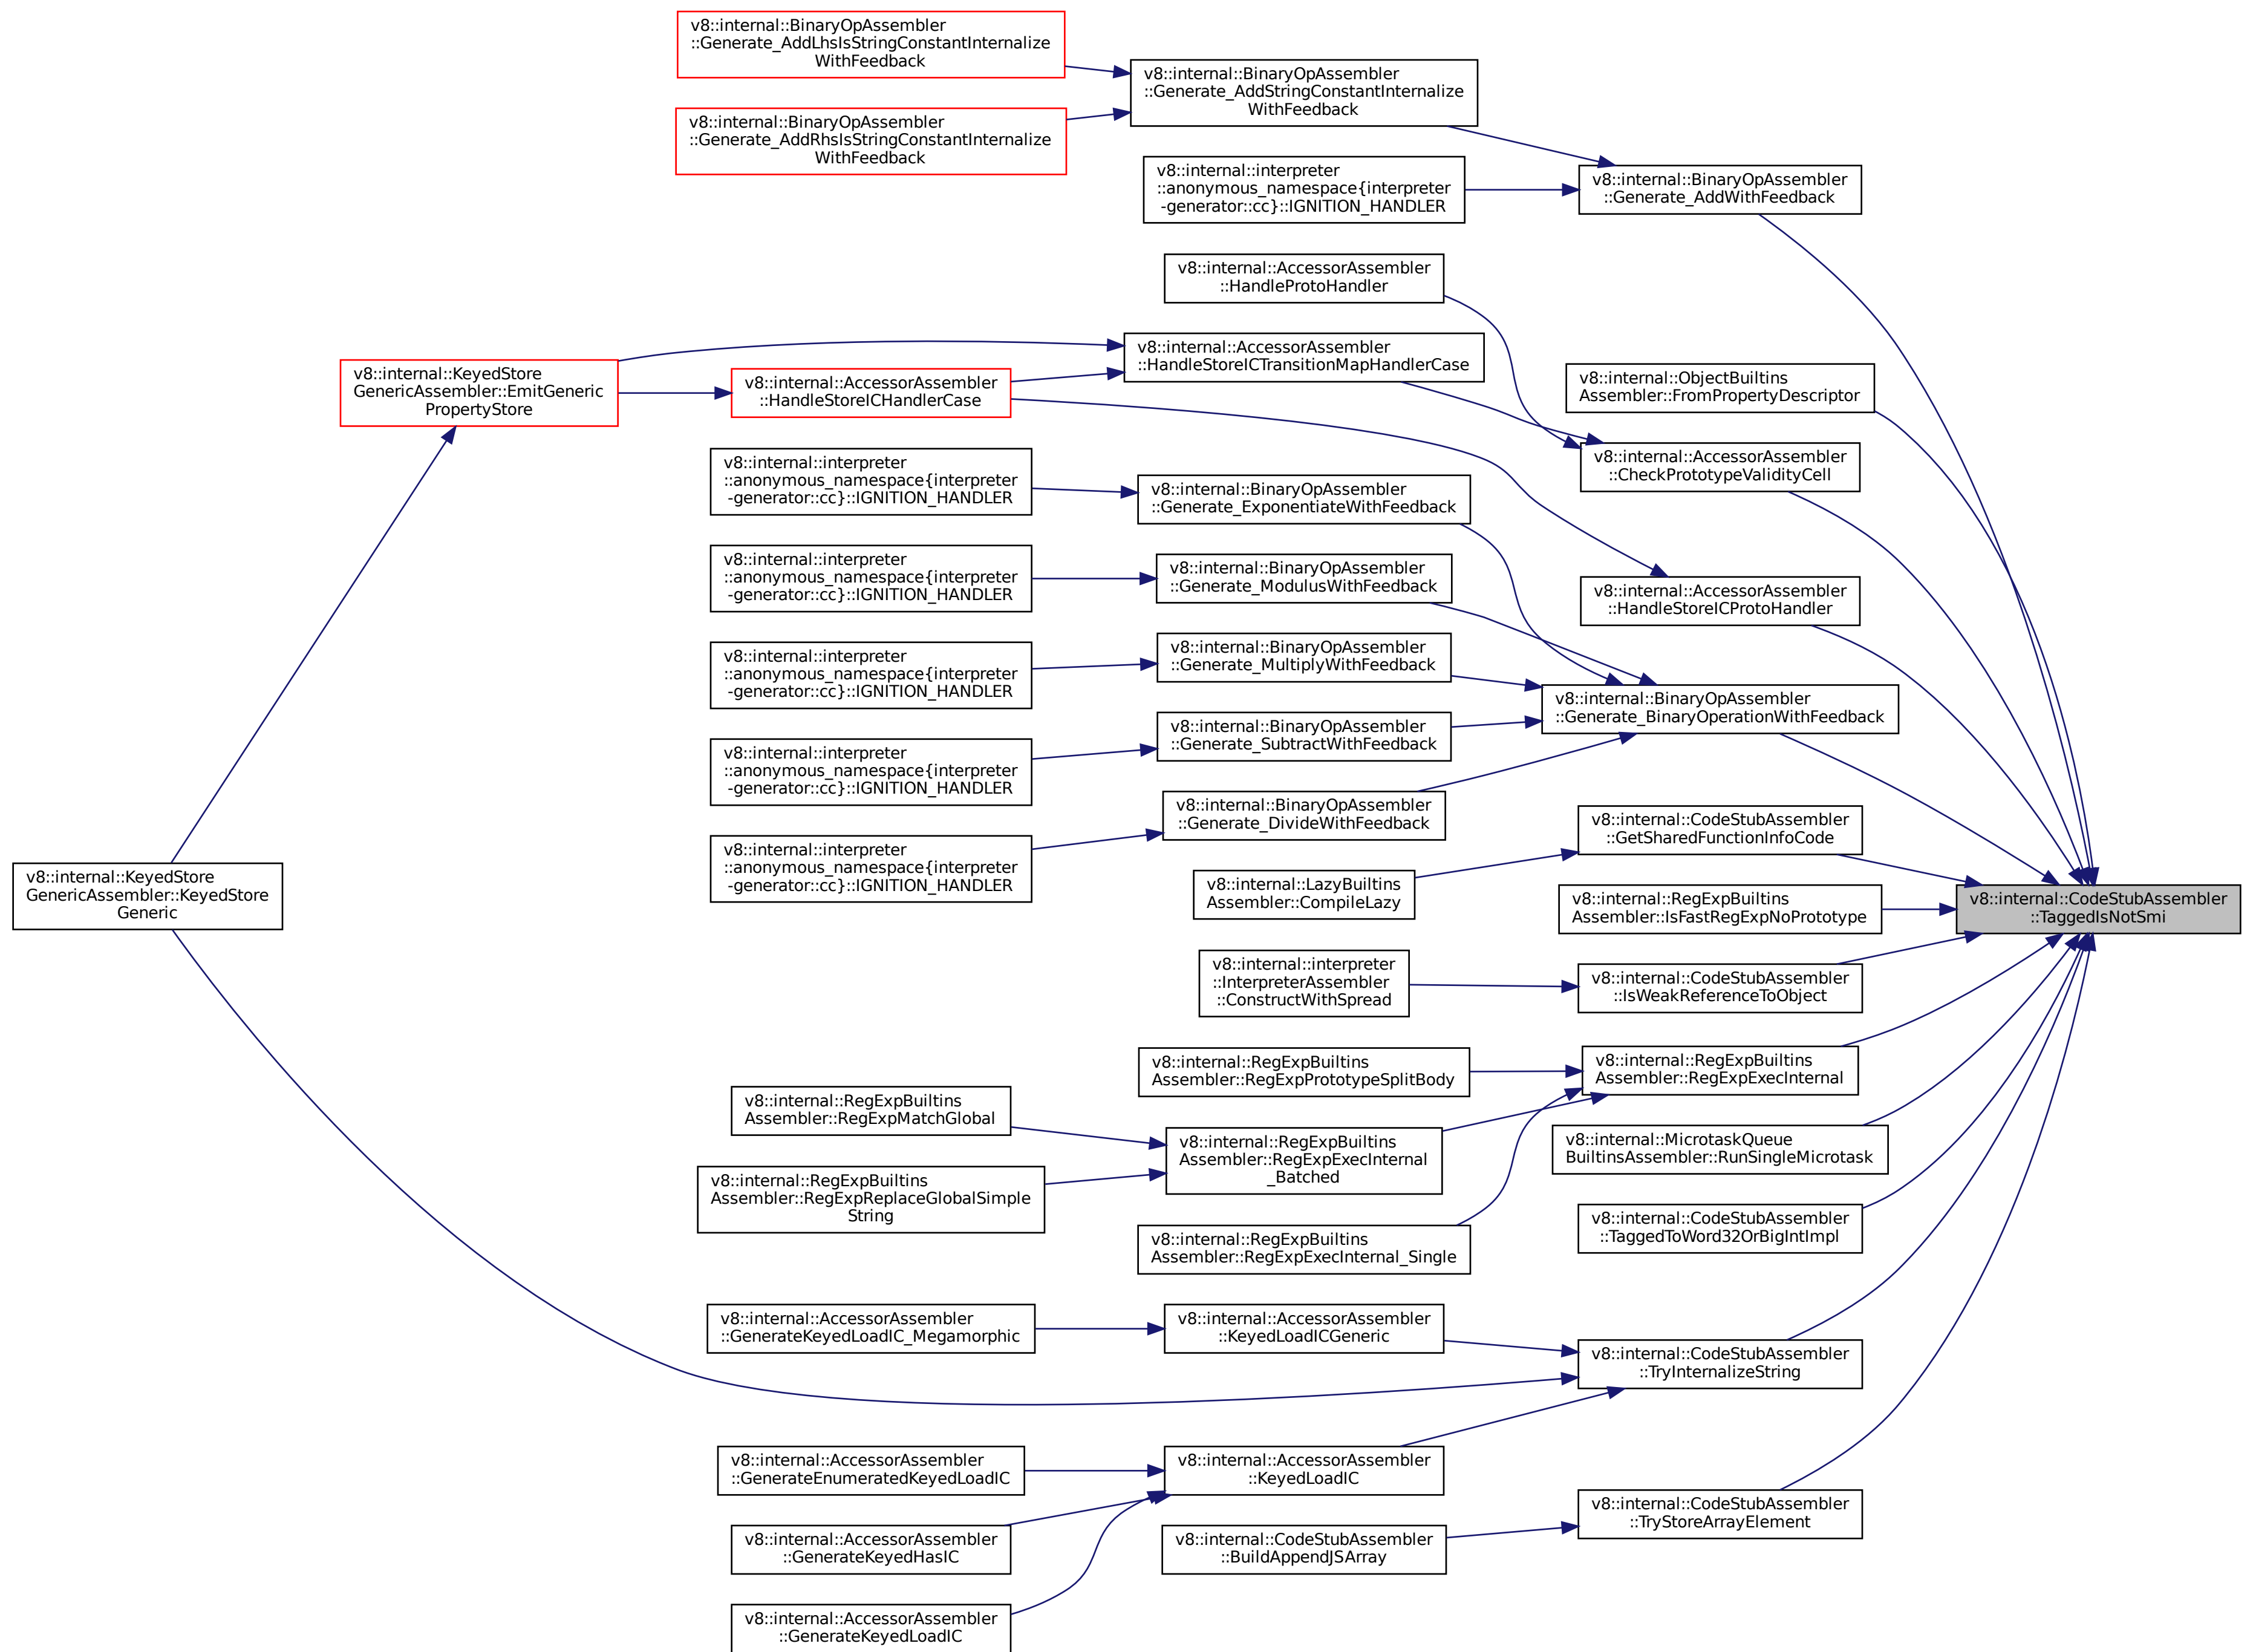 v8::internal::BinaryOpAssembler
::Generate_AddLhsIsStringConstantInternalize
WithFeedback
v8::internal::BinaryOpAssembler
::Generate_AddStringConstantInternalize
WithFeedback
v8::internal::BinaryOpAssembler
::Generate_AddRhsIsStringConstantInternalize
WithFeedback
v8::internal::interpreter
::anonymous_namespace{interpreter
-generator::cc}::IGNITION_HANDLER
v8::internal::BinaryOpAssembler
::Generate_AddWithFeedback
v8::internal::AccessorAssembler
::HandleProtoHandler
v8::internal::AccessorAssembler
::HandleStoreICTransitionMapHandlerCase
v8::internal::KeyedStore
GenericAssembler::EmitGeneric
PropertyStore
v8::internal::AccessorAssembler
::HandleStoreICHandlerCase
v8::internal::ObjectBuiltins
Assembler::FromPropertyDescriptor
v8::internal::AccessorAssembler
::CheckPrototypeValidityCell
v8::internal::interpreter
::anonymous_namespace{interpreter
-generator::cc}::IGNITION_HANDLER
v8::internal::BinaryOpAssembler
::Generate_ExponentiateWithFeedback
v8::internal::interpreter
::anonymous_namespace{interpreter
-generator::cc}::IGNITION_HANDLER
v8::internal::BinaryOpAssembler
::Generate_ModulusWithFeedback
v8::internal::AccessorAssembler
::HandleStoreICProtoHandler
v8::internal::interpreter
::anonymous_namespace{interpreter
-generator::cc}::IGNITION_HANDLER
v8::internal::BinaryOpAssembler
::Generate_MultiplyWithFeedback
v8::internal::BinaryOpAssembler
::Generate_BinaryOperationWithFeedback
v8::internal::interpreter
::anonymous_namespace{interpreter
-generator::cc}::IGNITION_HANDLER
v8::internal::BinaryOpAssembler
::Generate_SubtractWithFeedback
v8::internal::interpreter
::anonymous_namespace{interpreter
-generator::cc}::IGNITION_HANDLER
v8::internal::BinaryOpAssembler
::Generate_DivideWithFeedback
v8::internal::CodeStubAssembler
::GetSharedFunctionInfoCode
v8::internal::KeyedStore
GenericAssembler::KeyedStore
Generic
v8::internal::LazyBuiltins
Assembler::CompileLazy
v8::internal::RegExpBuiltins
Assembler::IsFastRegExpNoPrototype
v8::internal::CodeStubAssembler
::TaggedIsNotSmi
v8::internal::interpreter
::InterpreterAssembler
::ConstructWithSpread
v8::internal::CodeStubAssembler
::IsWeakReferenceToObject
v8::internal::RegExpBuiltins
Assembler::RegExpPrototypeSplitBody
v8::internal::RegExpBuiltins
Assembler::RegExpExecInternal
v8::internal::RegExpBuiltins
Assembler::RegExpMatchGlobal
v8::internal::RegExpBuiltins
Assembler::RegExpExecInternal
_Batched
v8::internal::MicrotaskQueue
BuiltinsAssembler::RunSingleMicrotask
v8::internal::RegExpBuiltins
Assembler::RegExpReplaceGlobalSimple
String
v8::internal::RegExpBuiltins
Assembler::RegExpExecInternal_Single
v8::internal::CodeStubAssembler
::TaggedToWord32OrBigIntImpl
v8::internal::AccessorAssembler
::GenerateKeyedLoadIC_Megamorphic
v8::internal::AccessorAssembler
::KeyedLoadICGeneric
v8::internal::CodeStubAssembler
::TryInternalizeString
v8::internal::AccessorAssembler
::GenerateEnumeratedKeyedLoadIC
v8::internal::AccessorAssembler
::KeyedLoadIC
v8::internal::AccessorAssembler
::GenerateKeyedHasIC
v8::internal::CodeStubAssembler
::BuildAppendJSArray
v8::internal::CodeStubAssembler
::TryStoreArrayElement
v8::internal::AccessorAssembler
::GenerateKeyedLoadIC